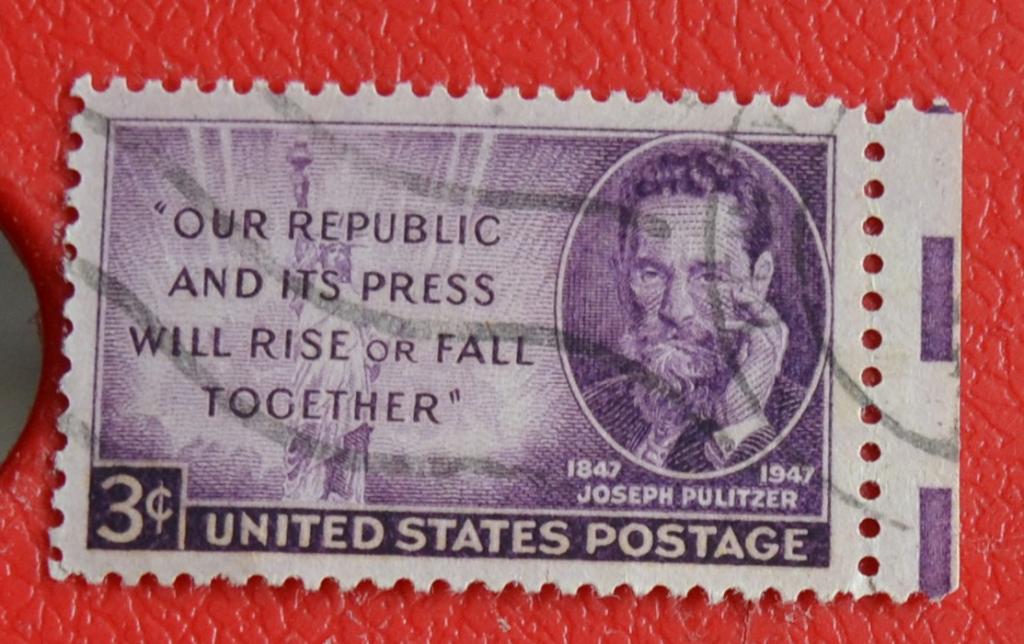 "OUR REPUBLIC
AND ITS PRESS
WILL RISE OR FALL
TOGETHER"
1847 1947
JOSEPH PULITZER
3¢
UNITED STATES POSTAGE